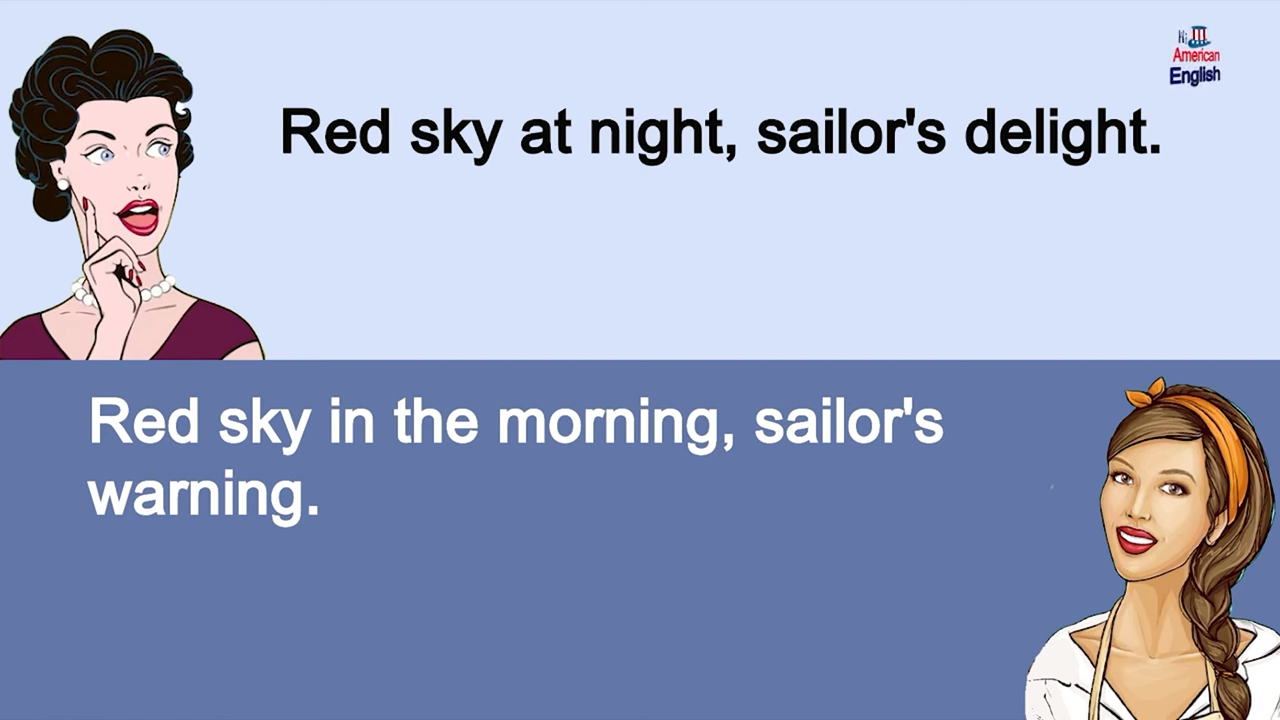 Hi
American
English
Red sky at night, sailor's delight.
Red sky in the morning, sailor's
warning.